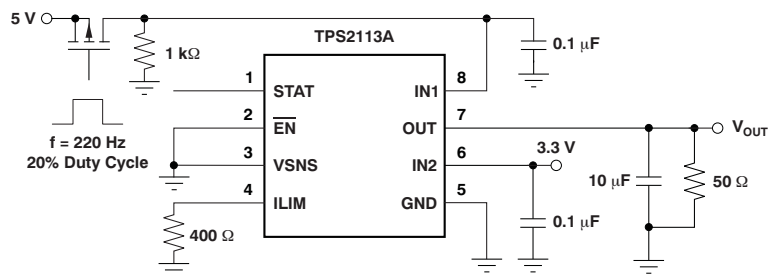 5 V
TPS2113A
1 kΩ
0.1 μF
1
STAT
IN1
8
2
EN
OUT
7
VOUT
f = 220 Hz
20% Duty Cycle
3
VSNS
IN2
6
3.3 V
4
ILIM
GND
5
10 μF
50 Ω
400 Ω
0.1 μF